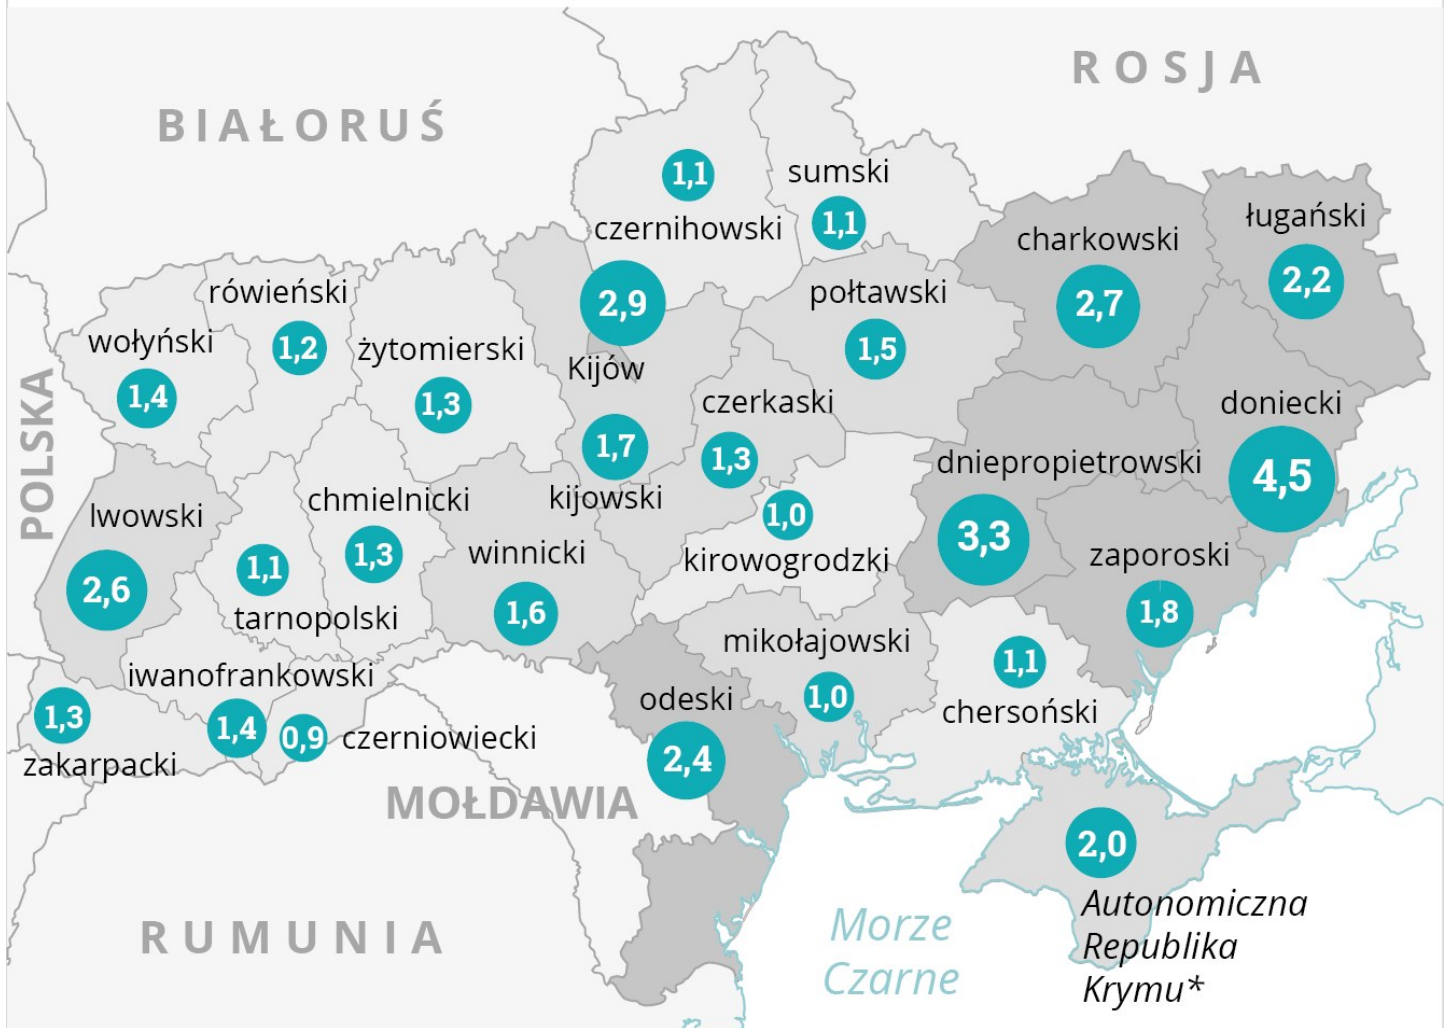 ROSJA
BIAŁORUŚ
1,1
czernihowski
sumski
1,1
ługański
2,2
charkowski
2,7
rówieński
1,2
wołyński
1,4
żytomierski
1,3
2,9
Kijów
połtawski
1,5
1,7
kijowski
czerkaski
1,3
doniecki
4,5
POLSKA
lwowski
2,6
chmielnicki
1,3
1,1
tarnopolski
winnicki
1,6
1,0
kirowogrodzki
dniepropietrowski
3,3
zaporoski
1,8
mikołajowski
1,0
1,1
chersoński
iwanofrankowski
1,4
1,3
zakarpacki
0,9
czerniowiecki
odeski
2,4
MOŁDAWIA
2,0
Autonomiczna
Republika
Krymu*
RUMUNIA
Morze
Czarne